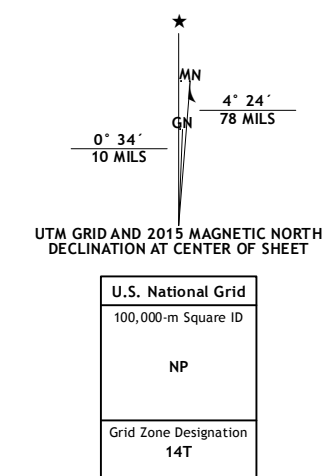 ★
MN
4° 24´
78 MILS
GN
0° 34´
10 MILS
UTM GRID AND 2015 MAGNETIC NORTH
DECLINATION AT CENTER OF SHEET
U.S. National Grid
100,000-m Square ID
NP
Grid Zone Designation
14T